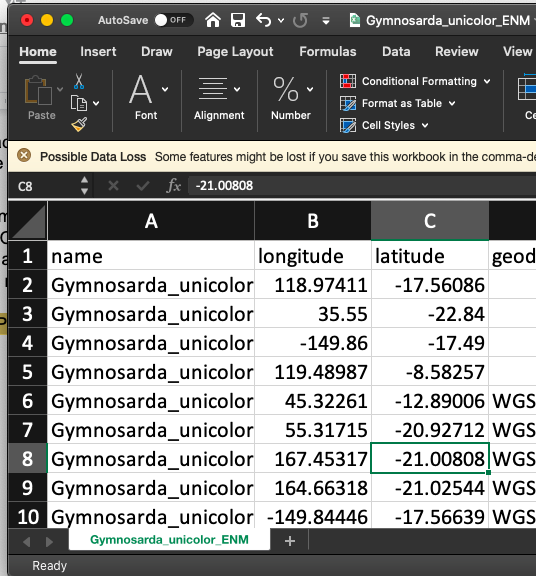 AutoSave OFF Gymnosarda_unicolor_ENM
Home Insert Draw Page Layout Formulas Data Review View
Paste Font Alignment % Number Conditional Formatting
Format as Table
Cell Styles
Possible Data Loss Some features might be lost if you save this workbook in the comma-de
C8 fx -21.00808
A B C
1 name longitude latitude geod
2 Gymnosarda_unicolor 118.97411 -17.56086
3 Gymnosarda_unicolor 35.55 -22.84
4 Gymnosarda_unicolor -149.86 -17.49
5 Gymnosarda_unicolor 119.48987 -8.58257
6 Gymnosarda_unicolor 45.32261 -12.89006 WGS
7 Gymnosarda_unicolor 55.31715 -20.92712 WGS
8 Gymnosarda_unicolor 167.45317 -21.00808 WGS
9 Gymnosarda_unicolor 164.66318 -21.02544 WGS
10 Gymnosarda_unicolor -149.84446 -17.56639 WGS
Gymnosarda_unicolor_ENM +
Ready